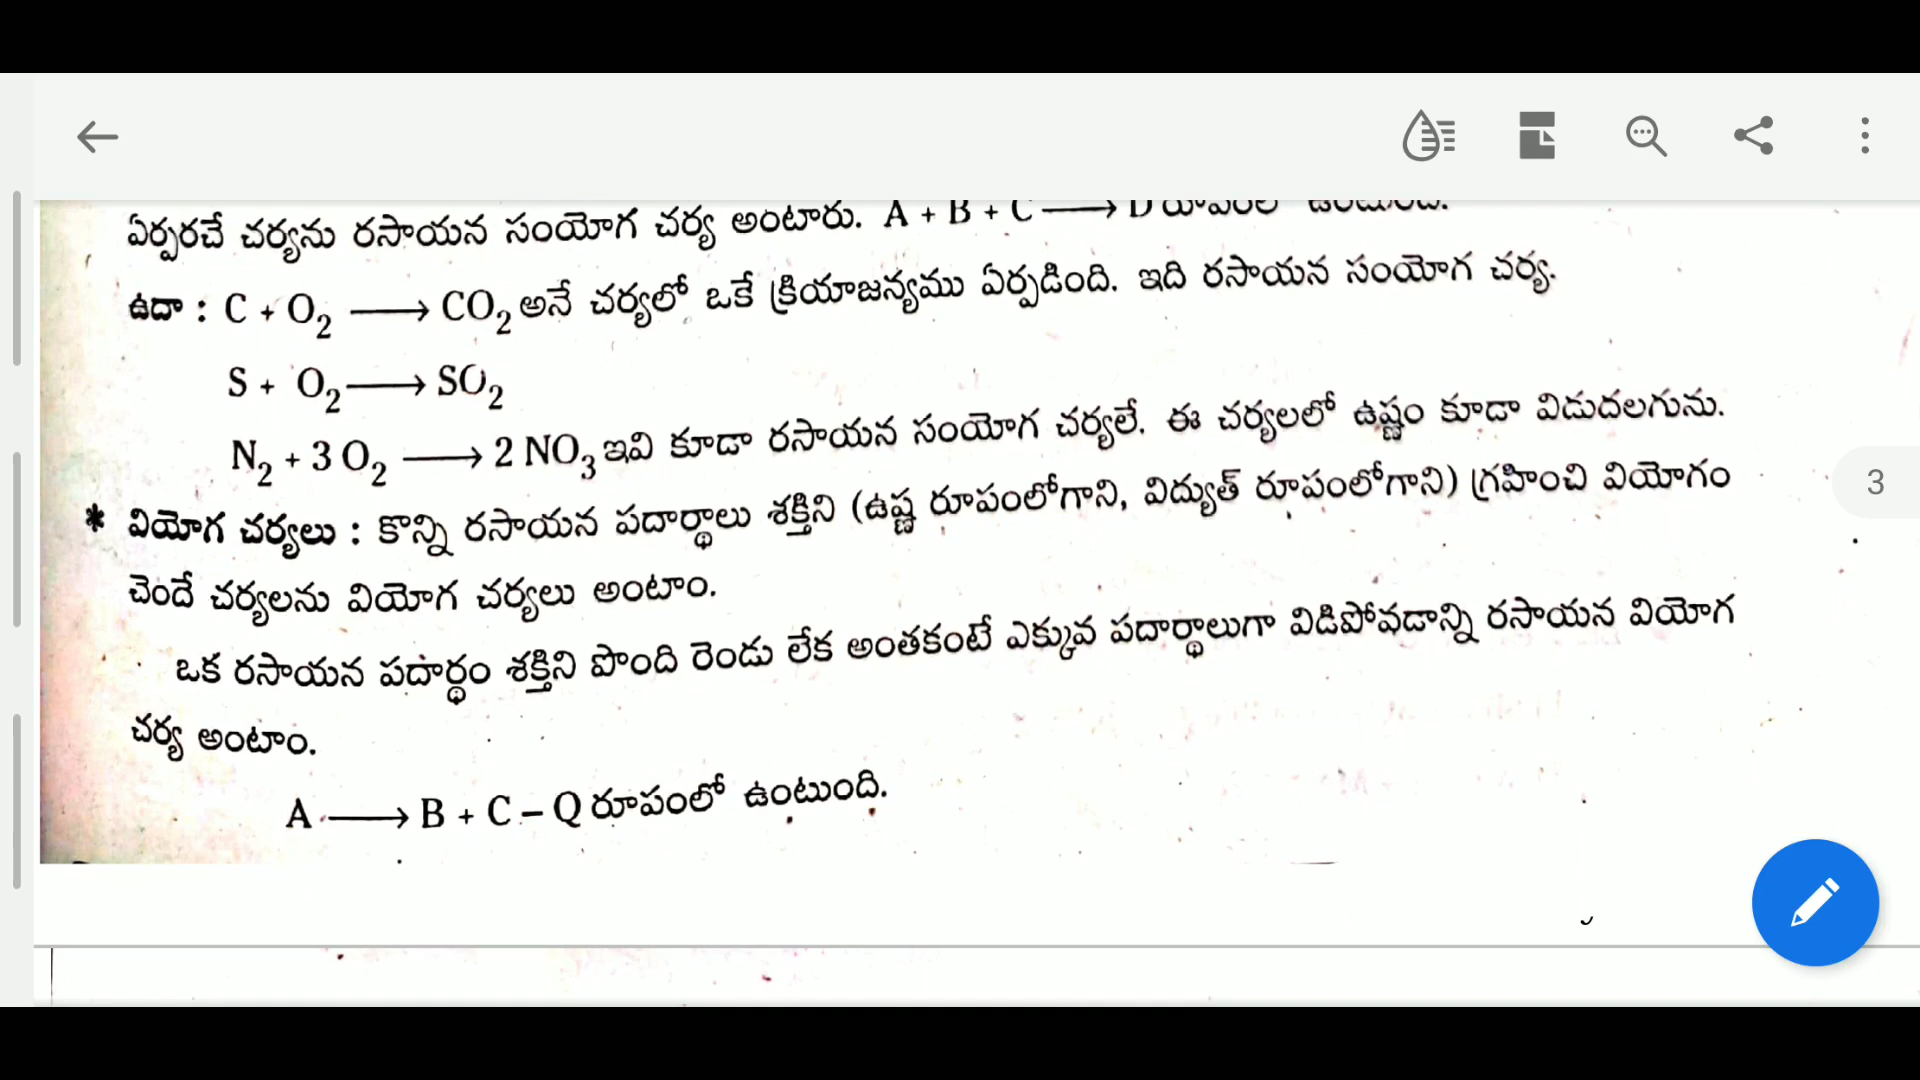 ఏర్పరచే చర్యను రసాయన సంయోగ చర్య అంటారు. A + B + C ⟶ D రూపంలో ఉంటుంది.
ఉదా : C + O₂ ⟶ CO₂ అనే చర్యలో ఒకే క్రియాజన్యము ఏర్పడింది. ఇది రసాయన సంయోగ చర్య.
S + O₂ ⟶ SO₂
N₂ + 3 O₂ ⟶ 2 NO₃ ఇవి కూడా రసాయన సంయోగ చర్యలే. ఈ చర్యలలో ఉష్ణం కూడా విడుదలగును.
3
* వియోగ చర్యలు : కొన్ని రసాయన పదార్థాలు శక్తిని (ఉష్ణ రూపంలోగాని, విద్యుత్ రూపంలోగాని) గ్రహించి వియోగం
చెందే చర్యలను వియోగ చర్యలు అంటాం.
ఒక రసాయన పదార్థం శక్తిని పొంది రెండు లేక అంతకంటే ఎక్కువ పదార్థాలుగా విడిపోవడాన్ని రసాయన వియోగ
చర్య అంటాం.
A ⟶ B + C – Q రూపంలో ఉంటుంది.